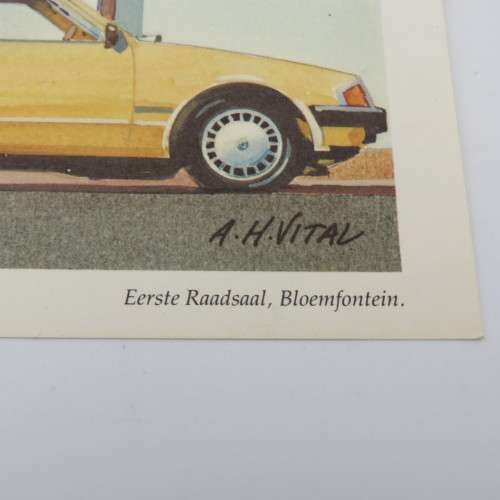 A.H. VITAL
Eerste Raadsaal, Bloemfontein.